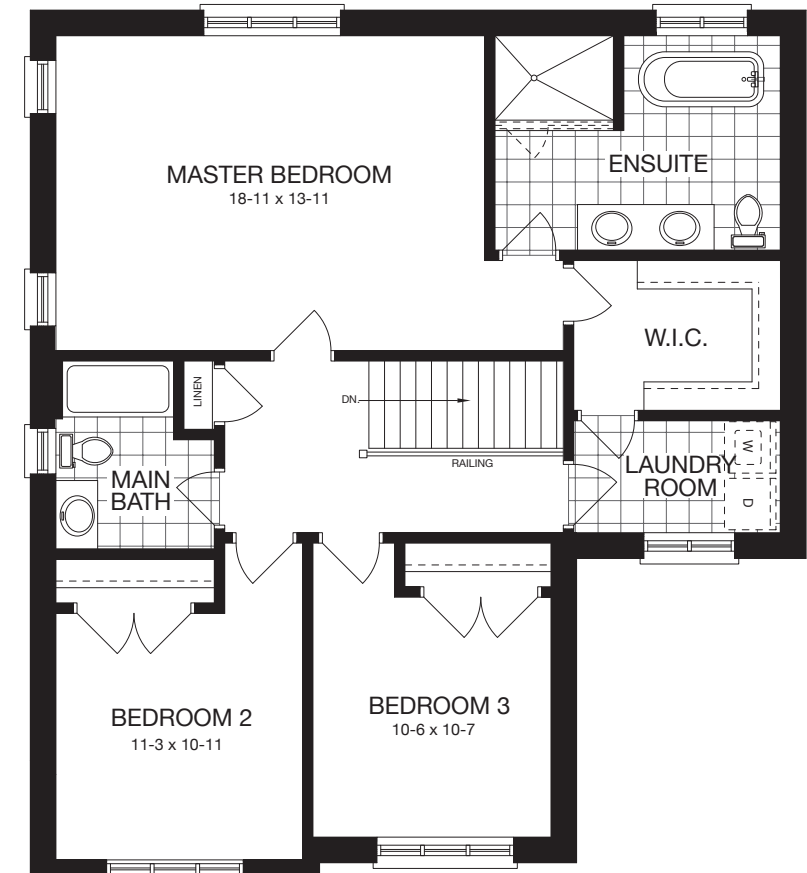 MASTER BEDROOM
18-11 x 13-11
ENSUITE
W.I.C.
LINEN
DN.
RAILING
MAIN
BATH
LAUNDRY
ROOM
W
D
BEDROOM 2
11-3 x 10-11
BEDROOM 3
10-6 x 10-7